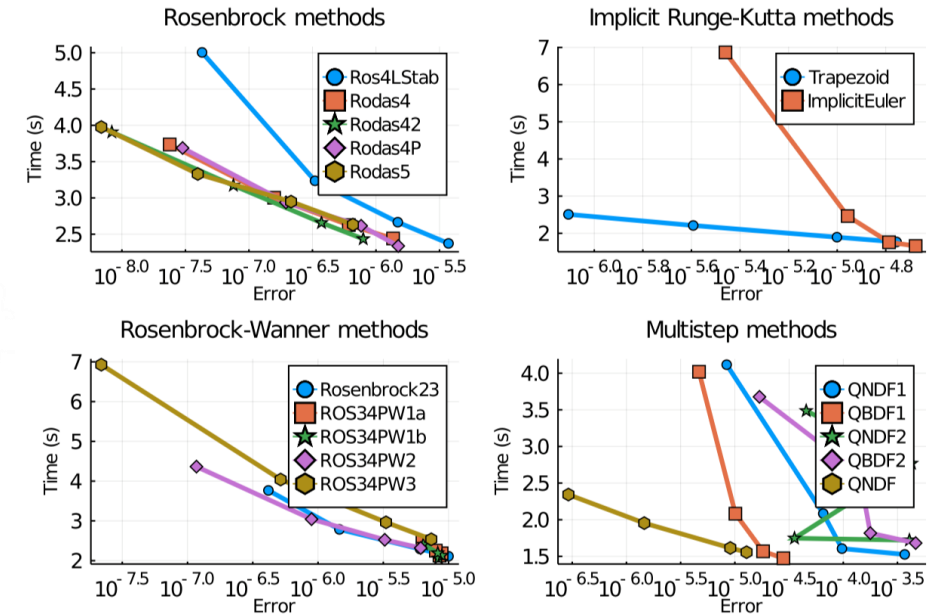 Rosenbrock methods
Time (s)
5.0
4.5
4.0
3.5
3.0
2.5
Ros4LStab
Rodas4
Rodas42
Rodas4P
Rodas5
10^-8.0 10^-7.5 10^-7.0 10^-6.5 10^-6.0 10^-5.5
Error
Implicit Runge-Kutta methods
Time (s)
7
6
5
4
3
2
Trapezoid
ImplicitEuler
10^-6.0 10^-5.8 10^-5.6 10^-5.4 10^-5.2 10^-5.0 10^-4.8
Error
Rosenbrock-Wanner methods
Time (s)
7
6
5
4
3
2
Rosenbrock23
ROS34PW1a
ROS34PW1b
ROS34PW2
ROS34PW3
10^-7.5 10^-7.0 10^-6.5 10^-6.0 10^-5.5 10^-5.0
Error
Multistep methods
Time (s)
4.0
3.5
3.0
2.5
2.0
1.5
QNDF1
QBDF1
QNDF2
QBDF2
QNDF
10^-6.5 10^-6.0 10^-5.5 10^-5.0 10^-4.5 10^-4.0 10^-3.5
Error